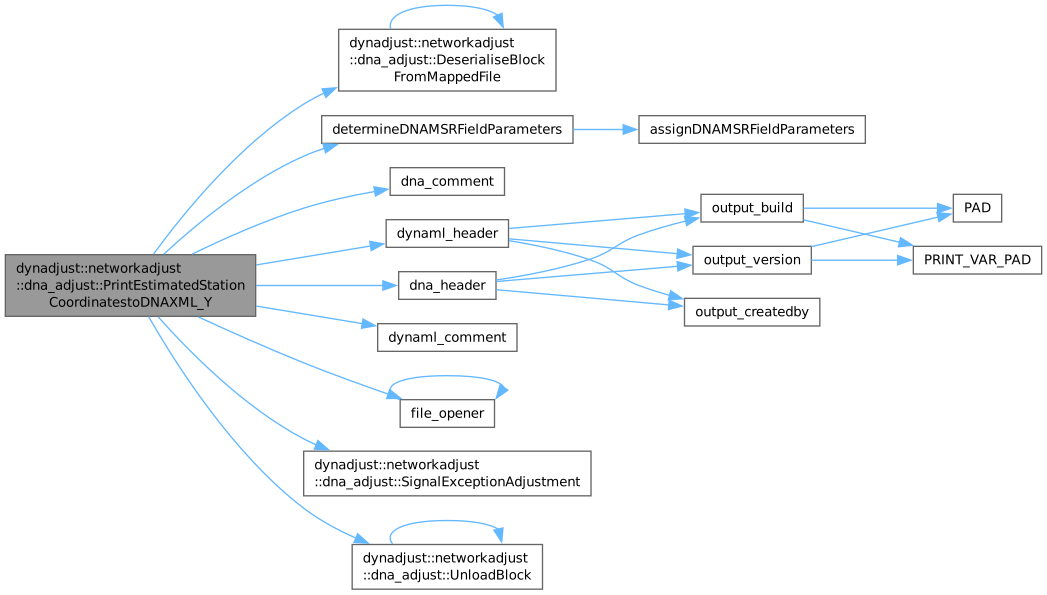 dynadjust::networkadjust
::dna_adjust::PrintEstimatedStation
CoordinatestoDNAXML_Y
dynadjust::networkadjust
::dna_adjust::DeserialiseBlock
FromMappedFile
determineDNAMSRFieldParameters
assignDNAMSRFieldParameters
dna_comment
dynaml_header
dna_header
output_build
output_version
output_createdby
PAD
PRINT_VAR_PAD
dynaml_comment
file_opener
dynadjust::networkadjust
::dna_adjust::SignalExceptionAdjustment
dynadjust::networkadjust
::dna_adjust::UnloadBlock